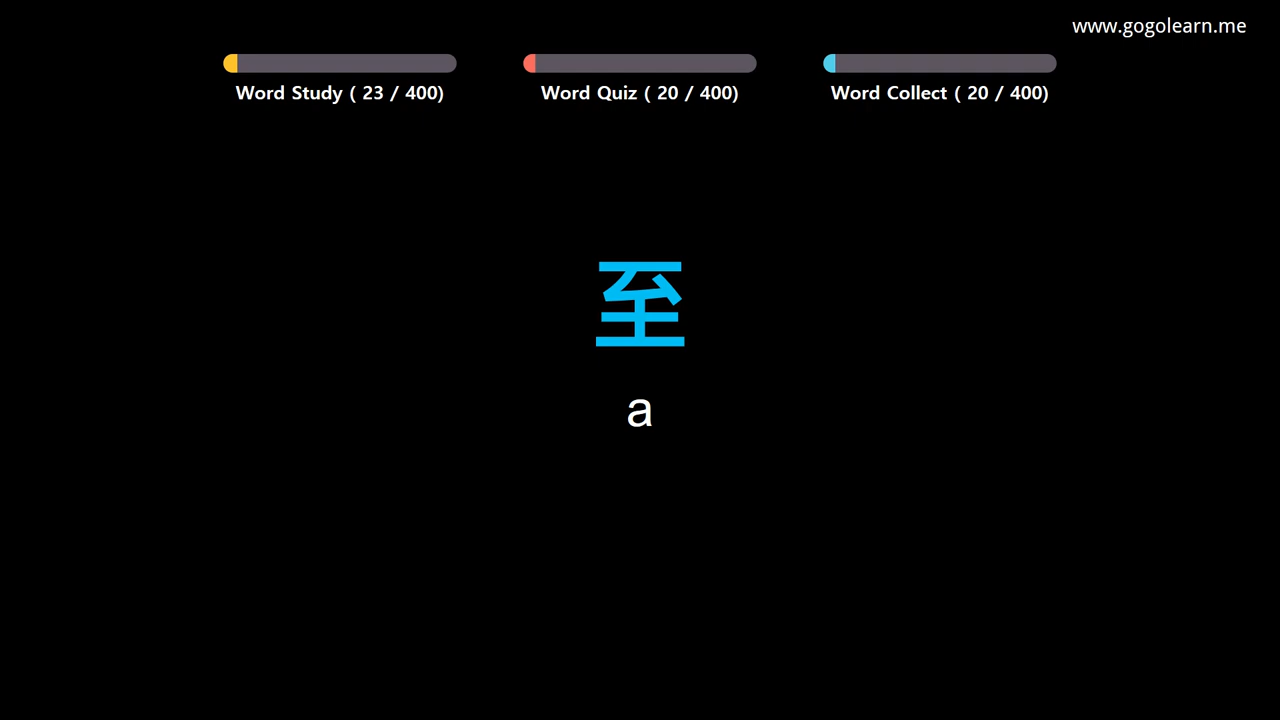 www.gogolearn.me
Word Study ( 23 / 400)
Word Quiz ( 20 / 400)
Word Collect ( 20 / 400)
至
a